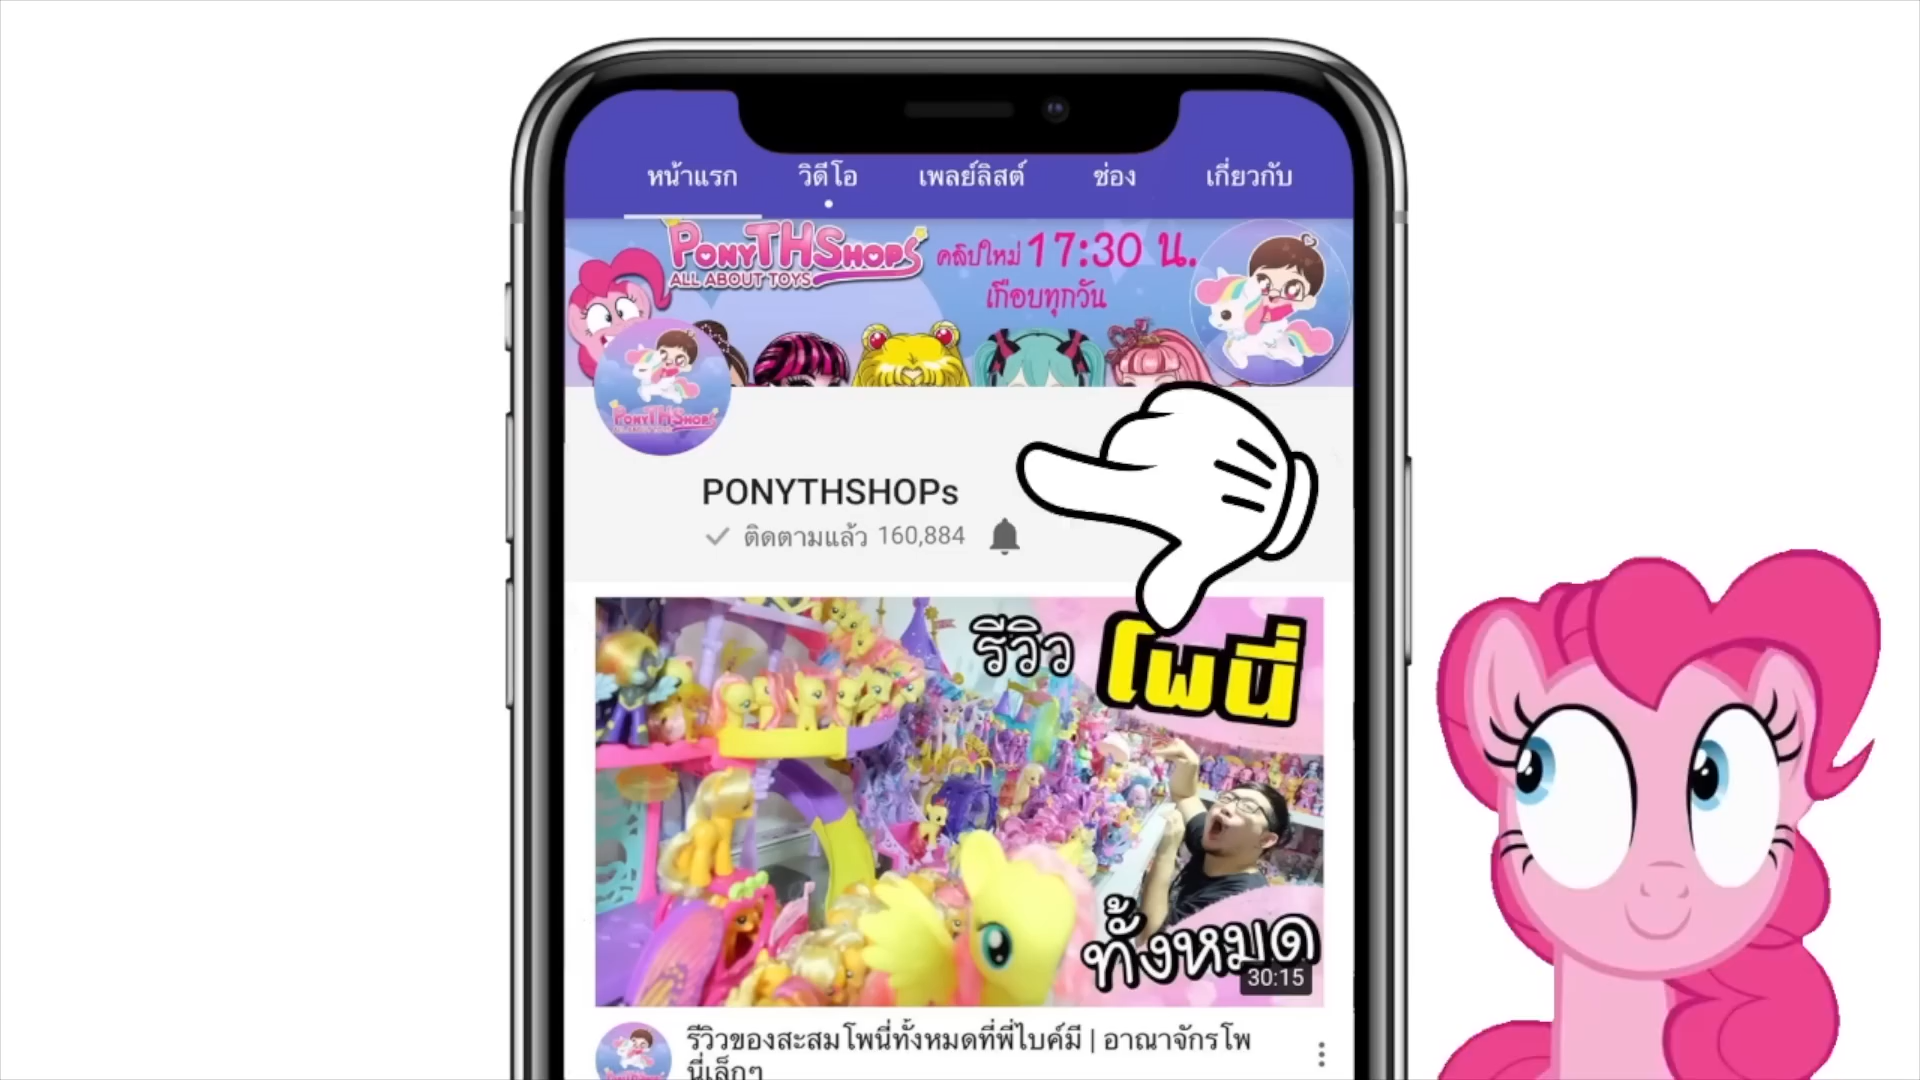 หน้าแรก วิดีโอ เพลย์ลิสต์ ช่อง เกี่ยวกับ
PONYTHSHOPS
ALL ABOUT TOYS
คลิปใหม่ 17:30 น.
เกือบทุกวัน
PONYTHSHOPS
ALL ABOUT TOYS
PONYTHSHOPs
ติดตามแล้ว 160,884
รีวิว โพนี่
ทั้งหมด
30:15
รีวิวของสะสมโพนี่ทั้งหมดที่พี่ไบค์มี | อาณาจักรโพ
นี่เล็กๆ